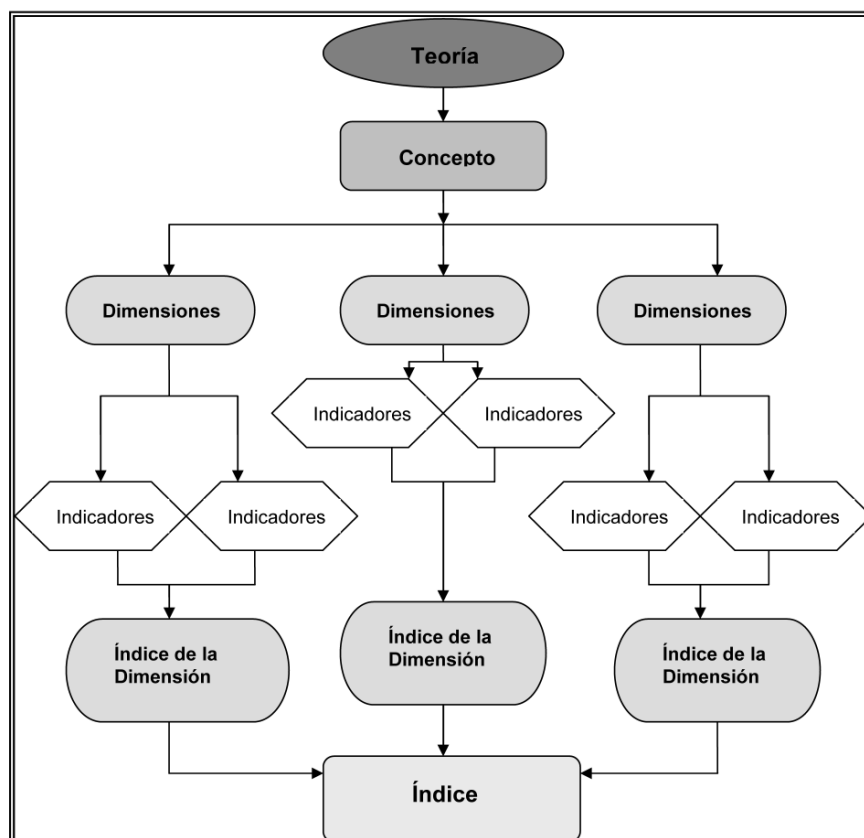 Teoría
Concepto
Dimensiones
Dimensiones
Dimensiones
Indicadores
Indicadores
Indicadores
Indicadores
Indicadores
Indicadores
Índice de la
Dimensión
Índice de la
Dimensión
Índice de la
Dimensión
Índice